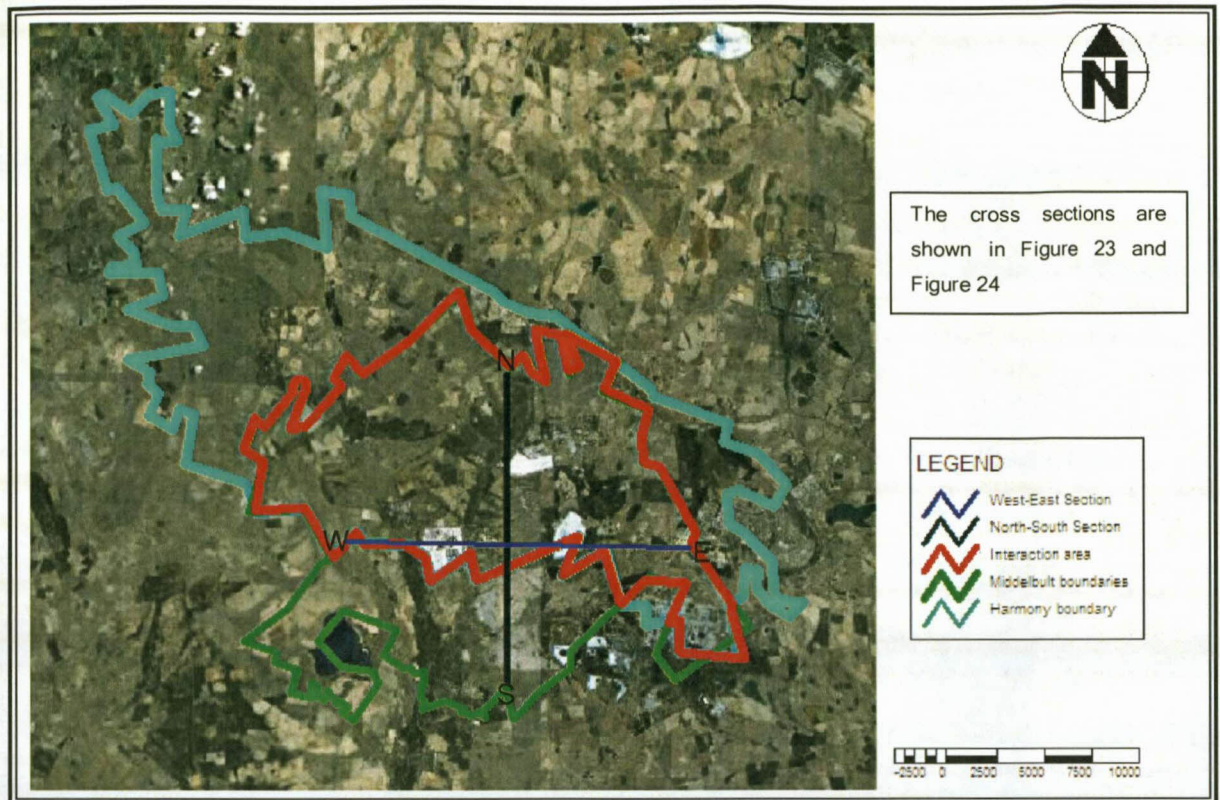 N
The cross sections are
shown in Figure 23 and
Figure 24
N
W
E
S
LEGEND
West-East Section
North-South Section
Interaction area
Middelbult boundaries
Harmony boundary
-2500 0 2500 5000 7500 10000